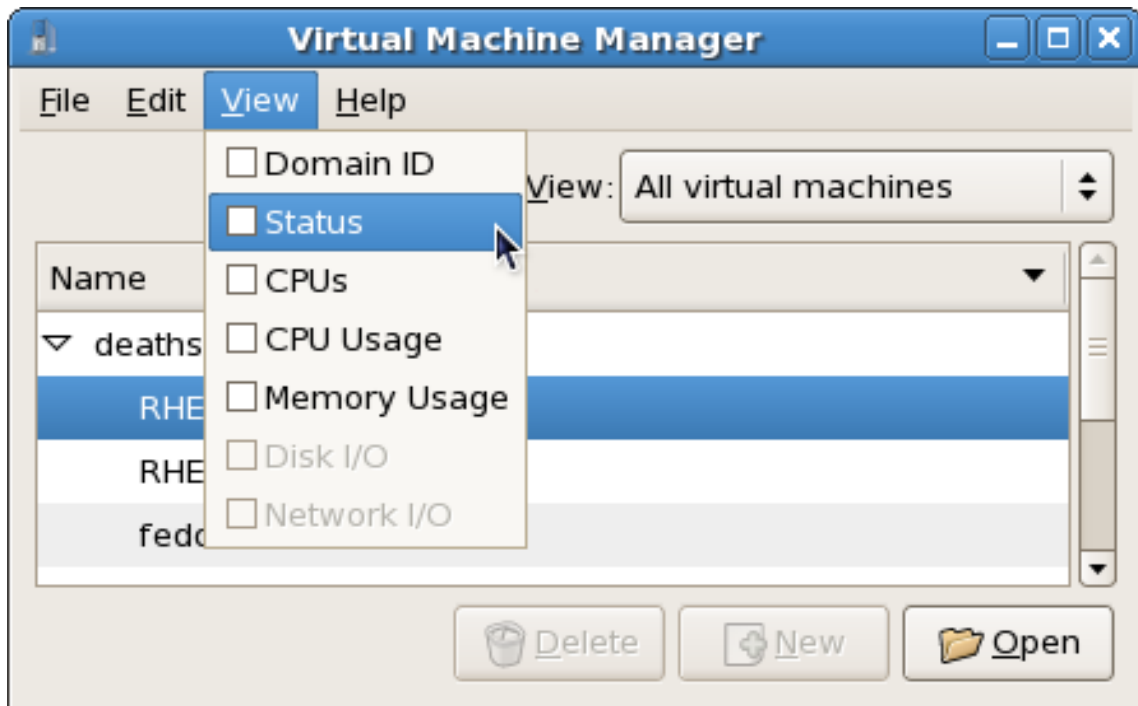 Virtual Machine Manager
File Edit View Help
Domain ID
View: All virtual machines
Status
Name
CPUs
deaths
CPU Usage
RHE
Memory Usage
RHE
Disk I/O
Network I/O
Delete New Open